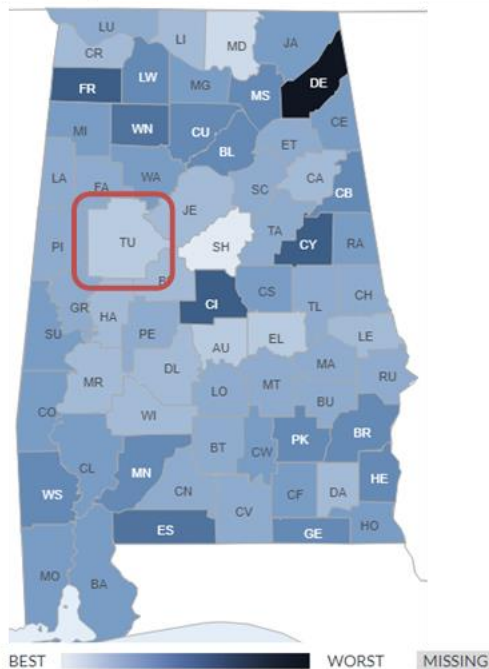 LU
LI
MD
JA
CR
FR
LW
MG
MS
DE
MI
WN
CU
BL
ET
CE
LA
FA
WA
JE
SC
CA
CB
PI
TU
SH
TA
CY
RA
B
GR
HA
CI
CS
TL
CH
SU
PE
AU
EL
LE
MR
DL
MA
RU
CO
WI
LO
MT
BU
CL
BT
CW
PK
BR
WS
MN
CN
CF
DA
HE
ES
CV
GE
HO
MO
BA
BEST WORST MISSING